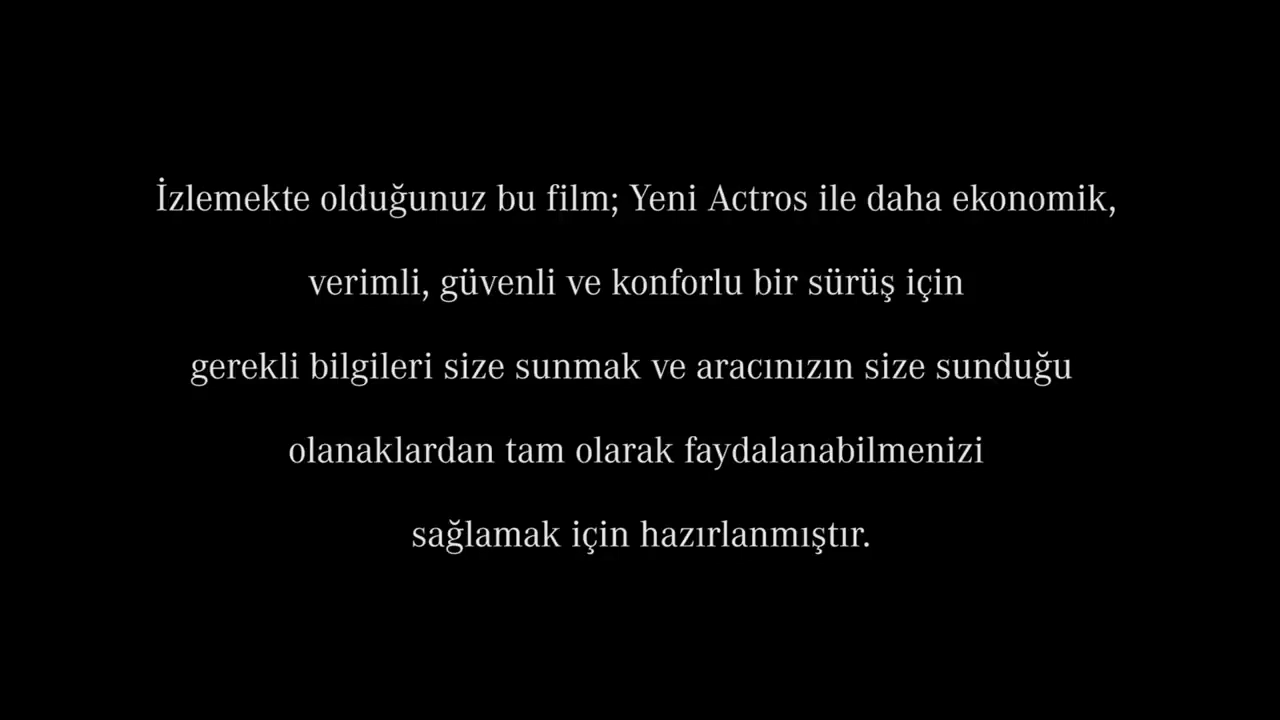 İzlemekte olduğunuz bu film; Yeni Actros ile daha ekonomik,
verimli, güvenli ve konforlu bir sürüş için
gerekli bilgileri size sunmak ve aracınızın size sunduğu
olanaklardan tam olarak faydalanabilmenizi
sağlamak için hazırlanmıştır.